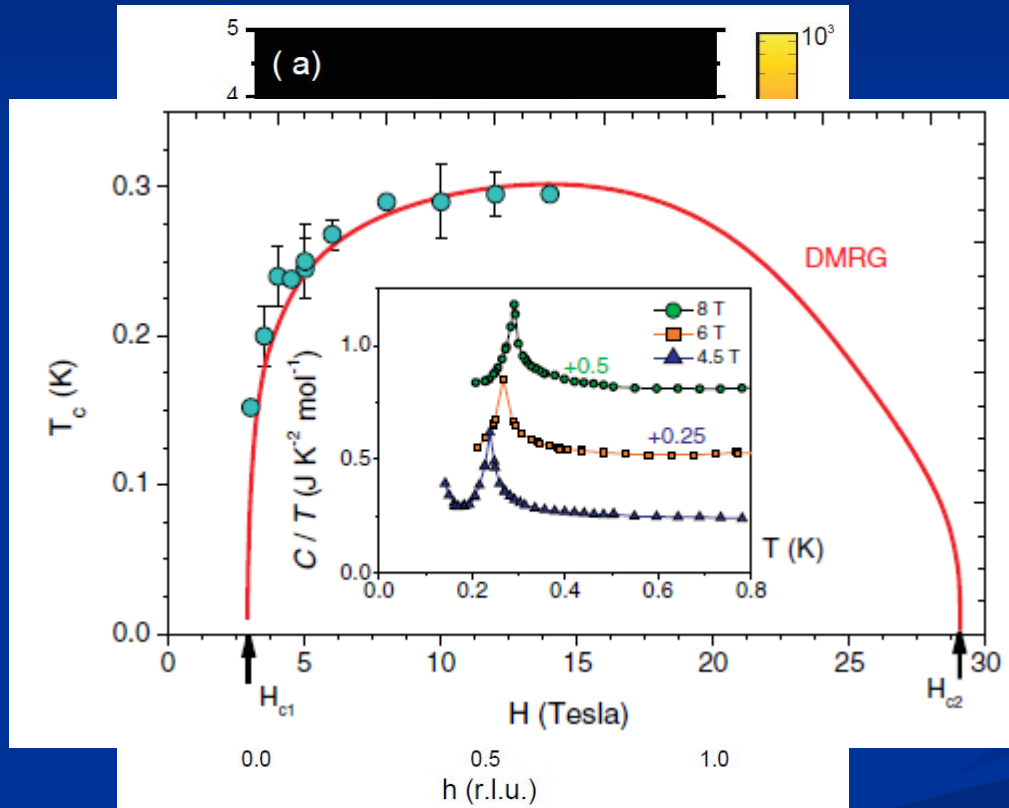 5
( a)
10³
4
0.3
0.2
0.1
0.0
T_c (K)
DMRG
8 T
6 T
4.5 T
+0.5
+0.25
1.0
0.5
0.0
C / T (J K⁻² mol⁻¹)
0.0 0.2 0.4 0.6 0.8
T (K)
0 5 10 15 20 25 30
H_c1
H_c2
H (Tesla)
0.0 0.5 1.0
h (r.l.u.)